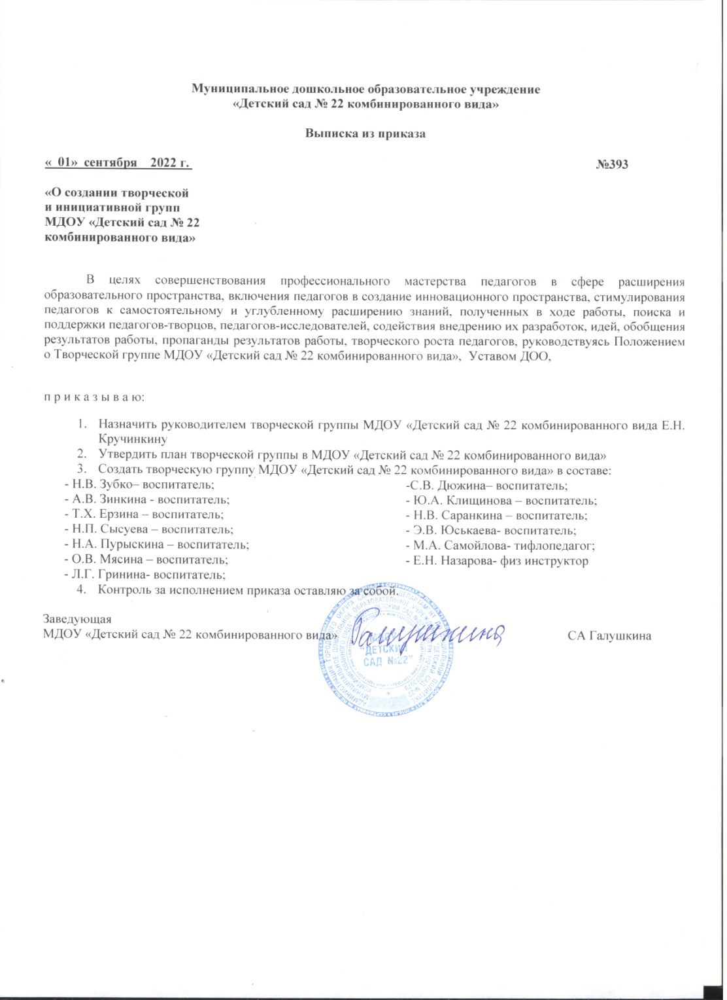 Муниципальное дошкольное образовательное учреждение
«Детский сад № 22 комбинированного вида»
Выписка из приказа
«  01»  сентября    2022 г.
№393
«О создании творческой
и инициативной групп
МДОУ «Детский сад № 22
комбинированного вида»
В целях совершенствования профессионального мастерства педагогов в сфере расширения
образовательного пространства, включения педагогов в создание инновационного пространства, стимулирования
педагогов к самостоятельному и углубленному расширению знаний, полученных в ходе работы, поиска и
поддержки педагогов-творцов, педагогов-исследователей, содействия внедрению их разработок, идей, обобщения
результатов работы, пропаганды результатов работы, творческого роста педагогов, руководствуясь Положением
о Творческой группе МДОУ «Детский сад № 22 комбинированного вида»,  Уставом ДОО,
п р и к а з ы в а ю:
1. Назначить руководителем творческой группы МДОУ «Детский сад № 22 комбинированного вида Е.Н.
Кручинкину
2. Утвердить план творческой группы в МДОУ «Детский сад № 22 комбинированного вида»
3. Создать творческую группу МДОУ «Детский сад № 22 комбинированного вида» в составе:
- Н.В. Зубко– воспитатель;
- А.В. Зинкина - воспитатель;
- Т.Х. Ерзина – воспитатель;
- Н.П. Сысуева – воспитатель;
- Н.А. Пурыскина – воспитатель;
- О.В. Мясина – воспитатель;
- Л.Г. Гринина- воспитатель;
-С.В. Дюжина– воспитатель;
- Ю.А. Клищинова – воспитатель;
- Н.В. Саранкина – воспитатель;
- Э.В. Юськаева- воспитатель;
- М.А. Самойлова- тифлопедагог;
- Е.Н. Назарова- физ инструктор
4. Контроль за исполнением приказа оставляю за собой.
Заведующая
МДОУ «Детский сад № 22 комбинированного вида»
СА Галушкина
"ДЕТСКИЙ
САД №22"